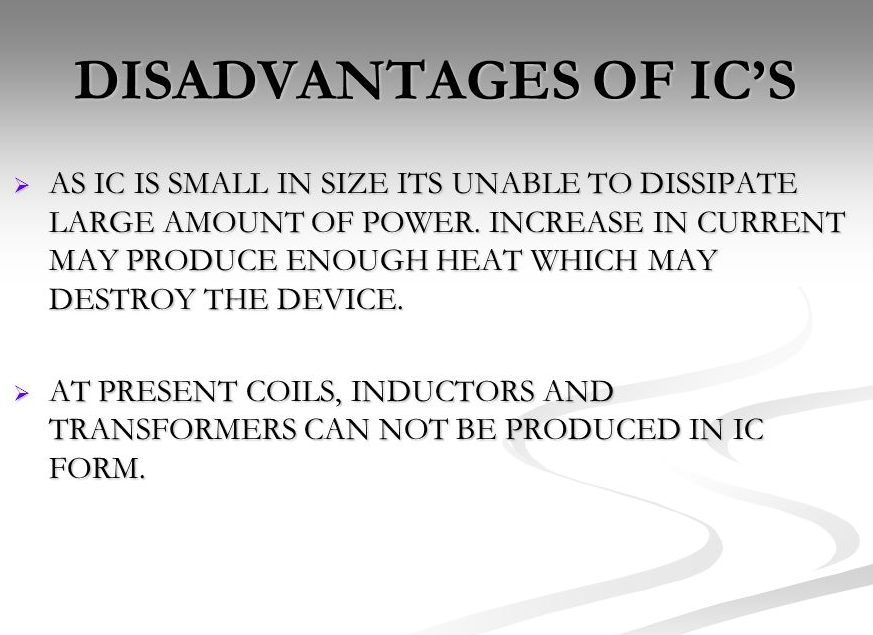 DISADVANTAGES OF IC’S
AS IC IS SMALL IN SIZE ITS UNABLE TO DISSIPATE
LARGE AMOUNT OF POWER. INCREASE IN CURRENT
MAY PRODUCE ENOUGH HEAT WHICH MAY
DESTROY THE DEVICE.
AT PRESENT COILS, INDUCTORS AND
TRANSFORMERS CAN NOT BE PRODUCED IN IC
FORM.